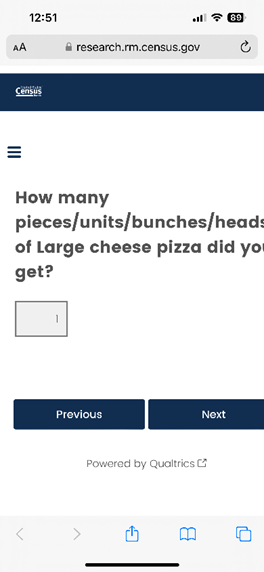 12:51
89
AA
research.rm.census.gov
Census
How many
pieces/units/bunches/heads
of Large cheese pizza did you
get?
1
Previous
Next
Powered by Qualtrics